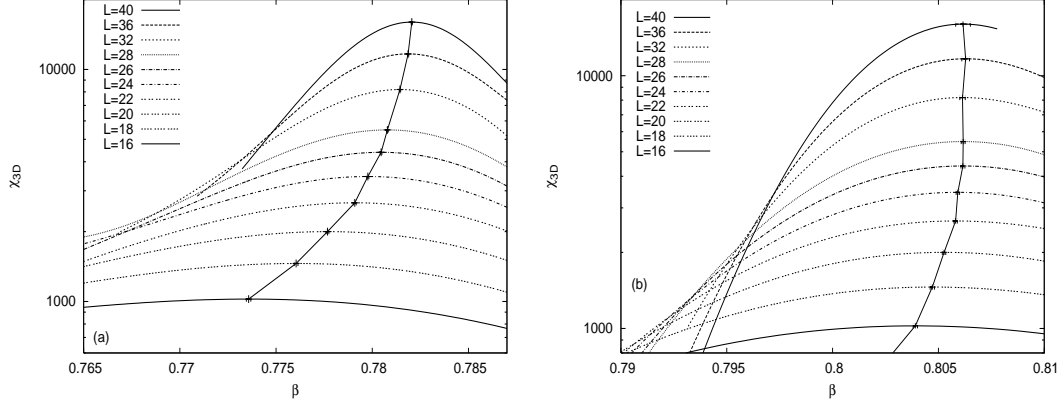 L=40
L=36
L=32
L=28
L=26
L=24
L=22
L=20
L=18
L=16
10000
1000
χ3D
(a)
0.765
0.77
0.775
0.78
0.785
β
L=40
L=36
L=32
L=28
L=26
L=24
L=22
L=20
L=18
L=16
10000
1000
χ3D
(b)
0.79
0.795
0.8
0.805
0.81
β